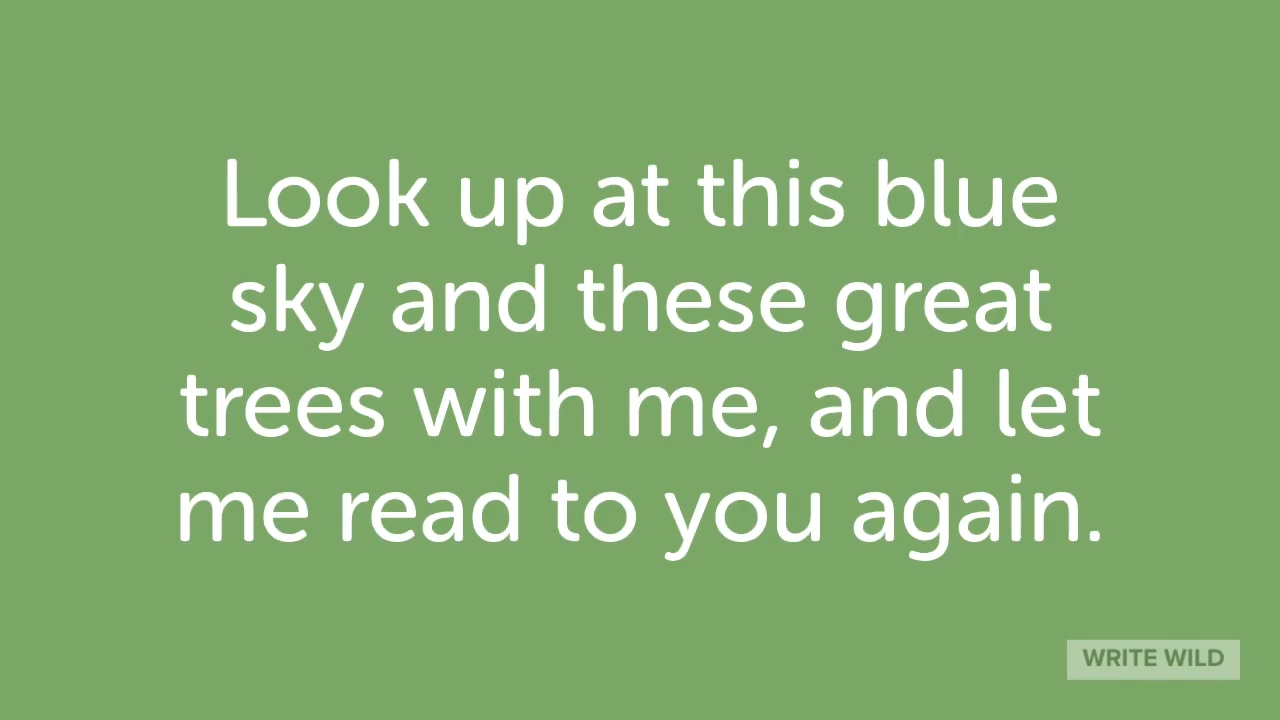 Look up at this blue
sky and these great
trees with me, and let
me read to you again.
WRITE WILD